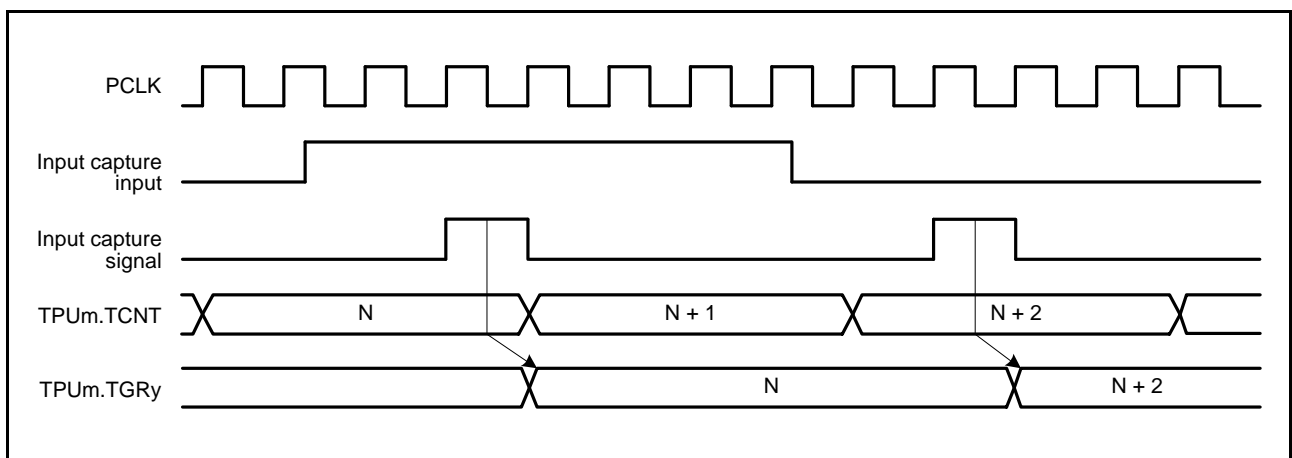 PCLK
Input capture
input
Input capture
signal
TPUm.TCNT
N
N + 1
N + 2
TPUm.TGRy
N
N + 2